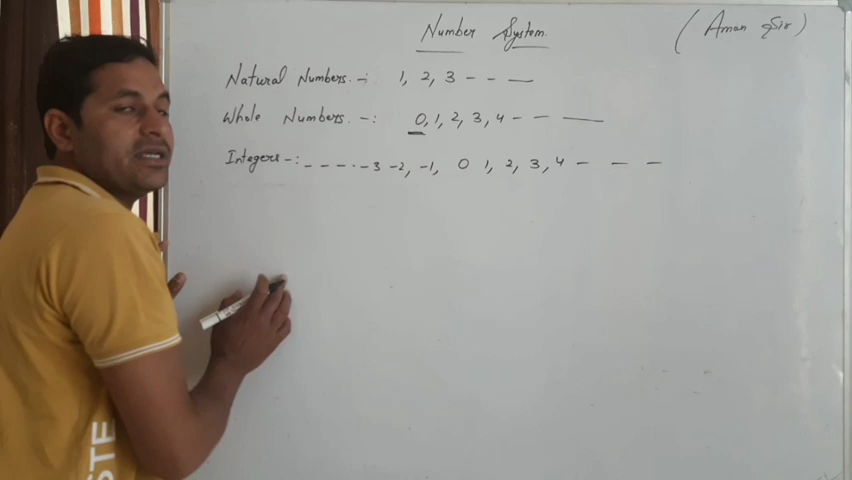 Number System
(Aman Sir)
Natural Numbers -: 1, 2, 3 - - —
Whole Numbers -: 0, 1, 2, 3, 4 - - —
Integers -: - - - . -3 -2, -1, 0 1, 2, 3, 4 - - -
STE